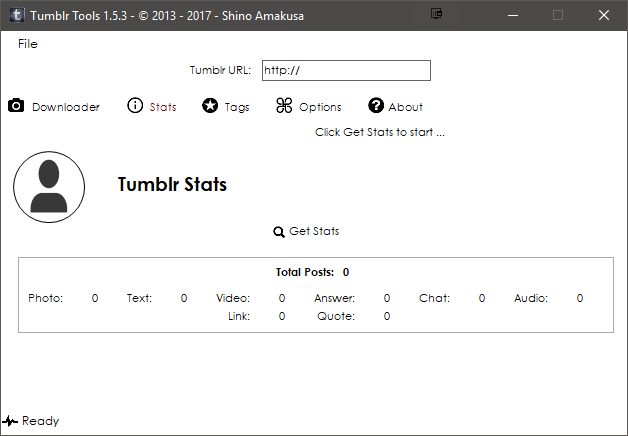 Tumblr Tools 1.5.3 - © 2013 - 2017 - Shino Amakusa
File
Tumblr URL: http://
Downloader Stats Tags Options About
Click Get Stats to start ...
Tumblr Stats
Get Stats
Total Posts: 0
Photo: 0 Text: 0 Video: 0 Answer: 0 Chat: 0 Audio: 0
Link: 0 Quote: 0
Ready